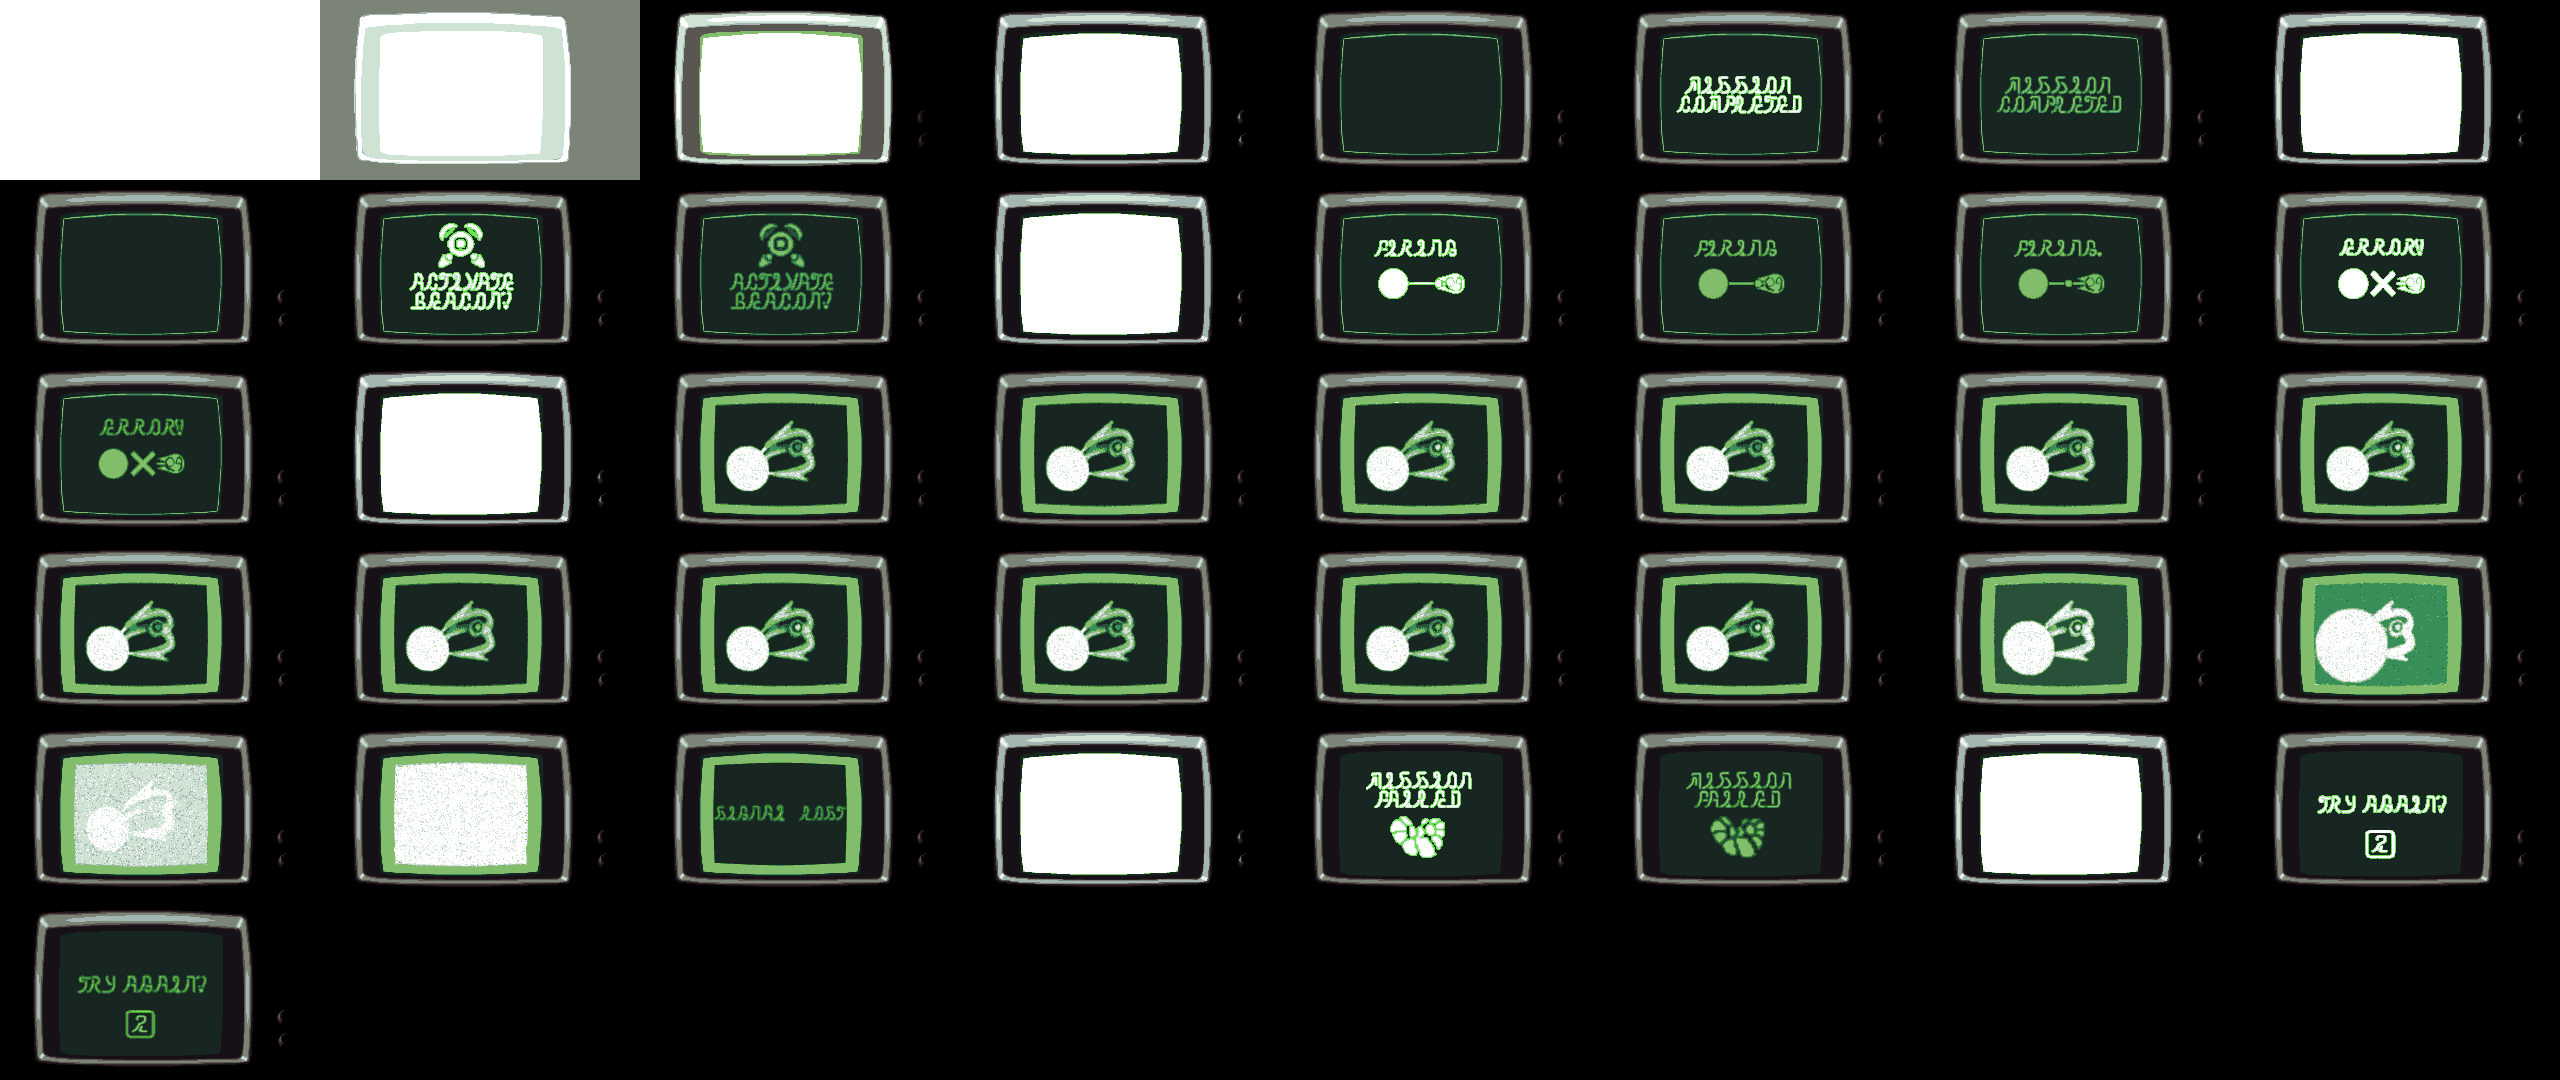 MISSION
COMPLETED
MISSION
COMPLETED
ACTIVATE
BEACON?
ACTIVATE
BEACON?
FIRING
FIRING
FIRING.
ERROR!
ERROR!
SIGNAL LOST
MISSION
FAILED
MISSION
FAILED
TRY AGAIN?
R
TRY AGAIN?
R